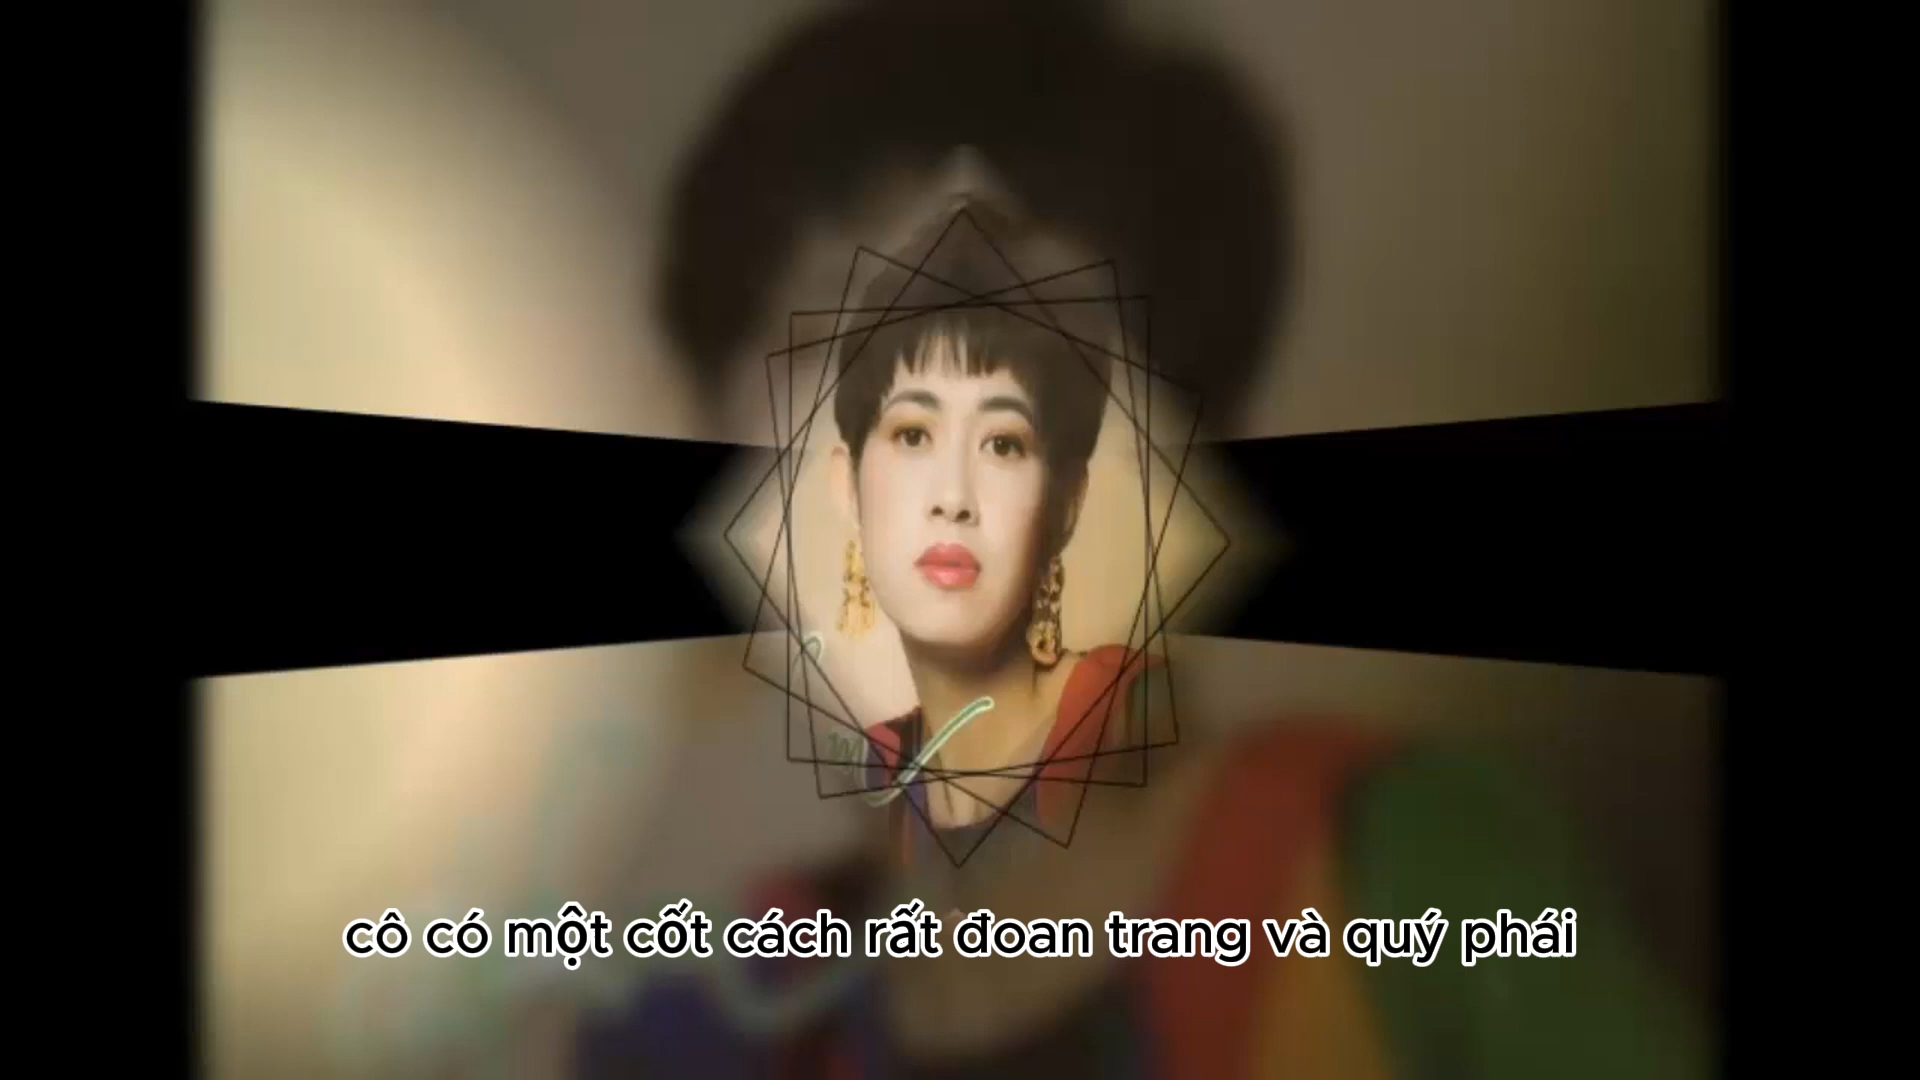 cô có một cốt cách rất đoan trang và quý phái